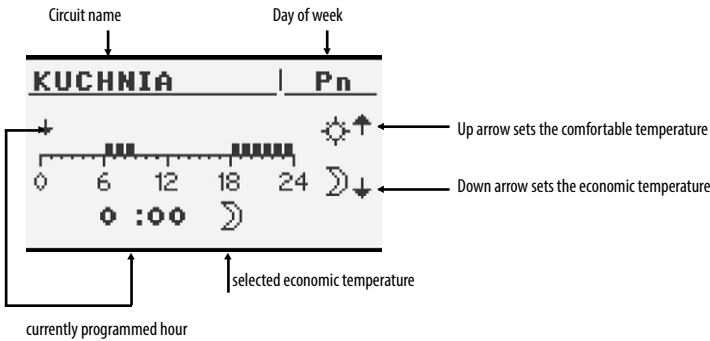 Circuit name
Day of week
KUCHNIA | Pn
Up arrow sets the comfortable temperature
0 6 12 18 24
Down arrow sets the economic temperature
0 :00
selected economic temperature
currently programmed hour